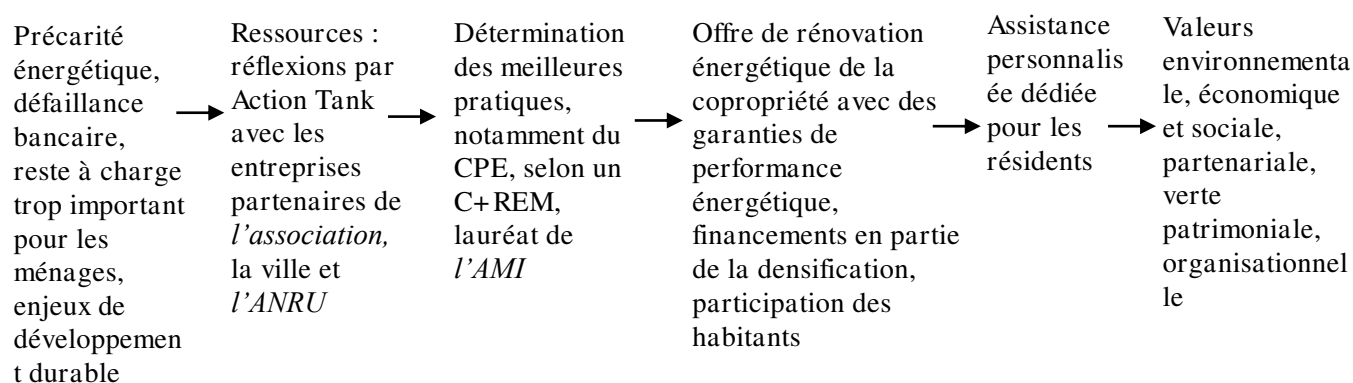 Précarité
énergétique,
défaillance
bancaire,
reste à charge
trop important
pour les
ménages,
enjeux de
développemen
t durable
Ressources :
réflexions par
Action Tank
avec les
entreprises
partenaires de
l’association,
la ville et
l’ANRU
Détermination
des meilleures
pratiques,
notamment du
CPE, selon un
C+REM,
lauréat de
l’AMI
Offre de rénovation
énergétique de la
copropriété avec des
garanties de
performance
énergétique,
financements en partie
de la densification,
participation des
habitants
Assistance
personnalis
ée dédiée
pour les
résidents
Valeurs
environnementa
le, économique
et sociale,
partenariale,
verte
patrimoniale,
organisationnel
le